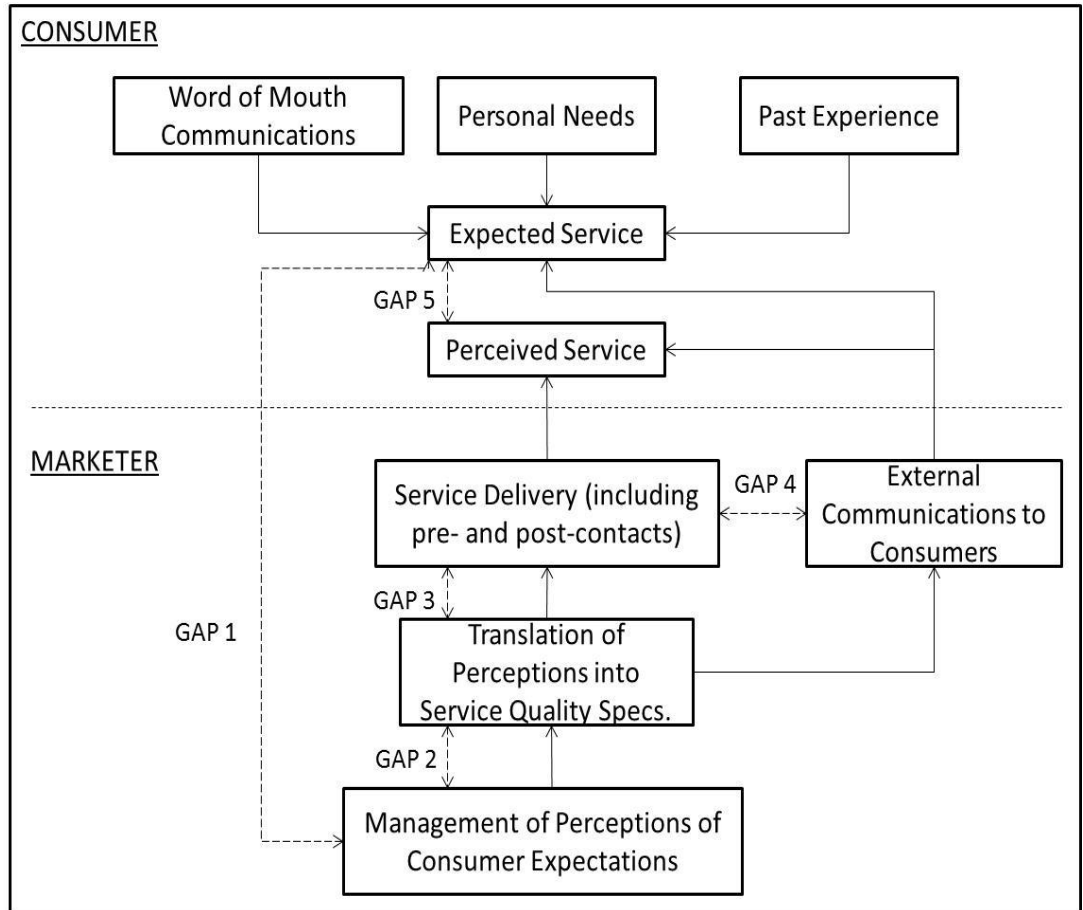 CONSUMER
Word of Mouth
Communications
Personal Needs
Past Experience
Expected Service
GAP 5
Perceived Service
MARKETER
Service Delivery (including
pre- and post-contacts)
GAP 4
External
Communications to
Consumers
GAP 3
GAP 1
Translation of
Perceptions into
Service Quality Specs.
GAP 2
Management of Perceptions of
Consumer Expectations